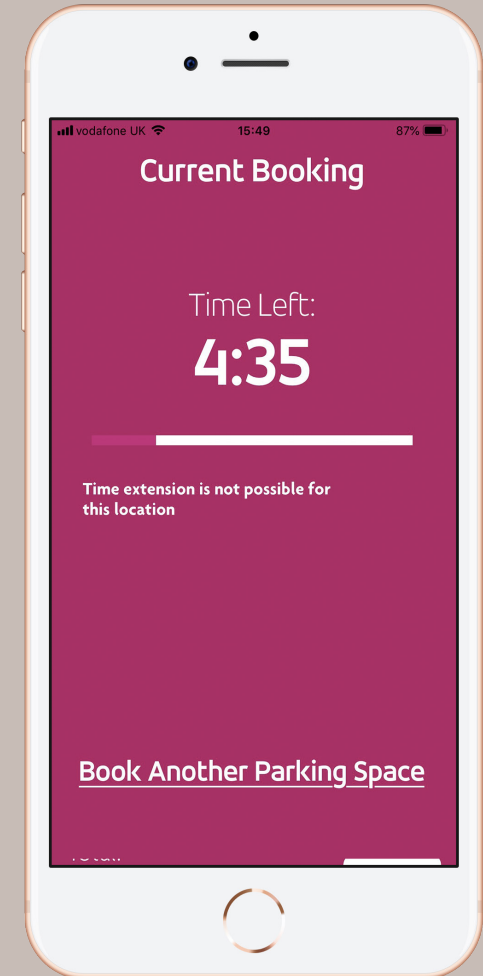 vodafone UK 15:49 87%
Current Booking
Time Left:
4:35
Time extension is not possible for
this location
Book Another Parking Space